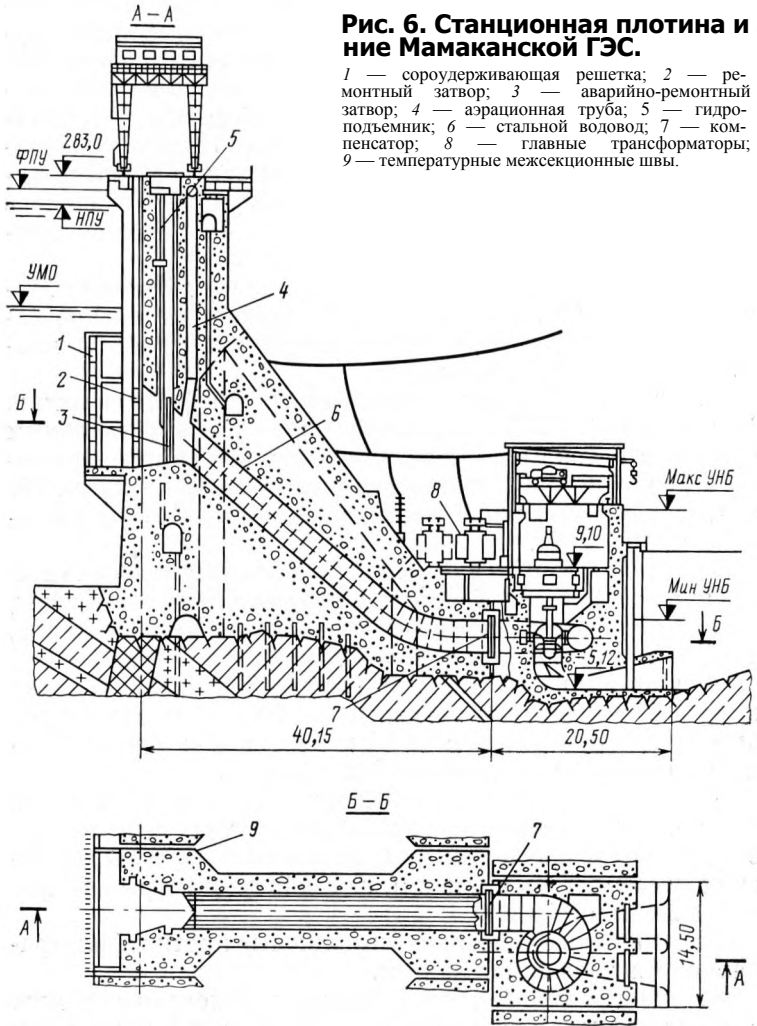 А – А
Рис. 6. Станционная плотина и
ние Мамаканской ГЭС.
1 — сороудерживающая решетка; 2 — ре-
монтный затвор; 3 — аварийно-ремонтный
затвор; 4 — аэрационная труба; 5 — гидро-
подъемник; 6 — стальной водовод; 7 — ком-
пенсатор; 8 — главные трансформаторы;
9 — температурные межсекционные швы.
ФПУ
283,0
5
НПУ
УМО
4
1
2
Б
3
6
8
Макс УНБ
9,10
Мин УНБ
Б
5,12
7
40,15
20,50
Б – Б
9
7
А
14,50
А